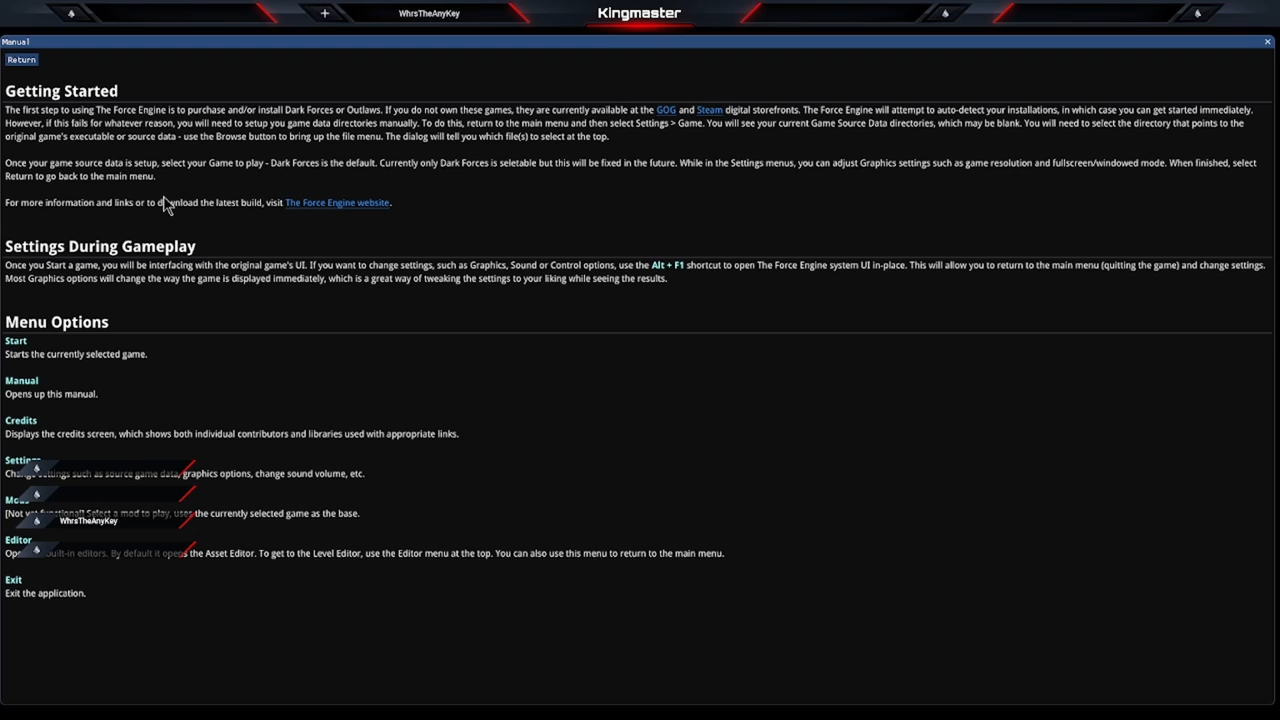 WhrsTheAnyKey
Kingmaster
Manual
Return
Getting Started
The first step to using The Force Engine is to purchase and/or install Dark Forces or Outlaws. If you do not own these games, they are currently available at the GOG and Steam digital storefronts. The Force Engine will attempt to auto-detect your installations, in which case you can get started immediately.
However, if this fails for whatever reason, you will need to setup you game data directories manually. To do this, return to the main menu and then select Settings > Game. You will see your current Game Source Data directories, which may be blank. You will need to select the directory that points to the
original game's executable or source data - use the Browse button to bring up the file menu. The dialog will tell you which file(s) to select at the top.
Once your game source data is setup, select your Game to play - Dark Forces is the default. Currently only Dark Forces is seletable but this will be fixed in the future. While in the Settings menus, you can adjust Graphics settings such as game resolution and fullscreen/windowed mode. When finished, select
Return to go back to the main menu.
For more information and links or to download the latest build, visit The Force Engine website.
Settings During Gameplay
Once you Start a game, you will be interfacing with the original game's UI. If you want to change settings, such as Graphics, Sound or Control options, use the Alt + F1 shortcut to open The Force Engine system UI in-place. This will allow you to return to the main menu (quitting the game) and change settings.
Most Graphics options will change the way the game is displayed immediately, which is a great way of tweaking the settings to your liking while seeing the results.
Menu Options
Start
Starts the currently selected game.
Manual
Opens up this manual.
Credits
Displays the credits screen, which shows both individual contributors and libraries used with appropriate links.
Settings
Change settings such as source game data, graphics options, change sound volume, etc.
[Not yet functional] Select a mod to play, uses the currently selected game as the base.
WhrsTheAnyKey
Editor
built-in editors. By default it opens the Asset Editor. To get to the Level Editor, use the Editor menu at the top. You can also use this menu to return to the main menu.
Exit
Exit the application.